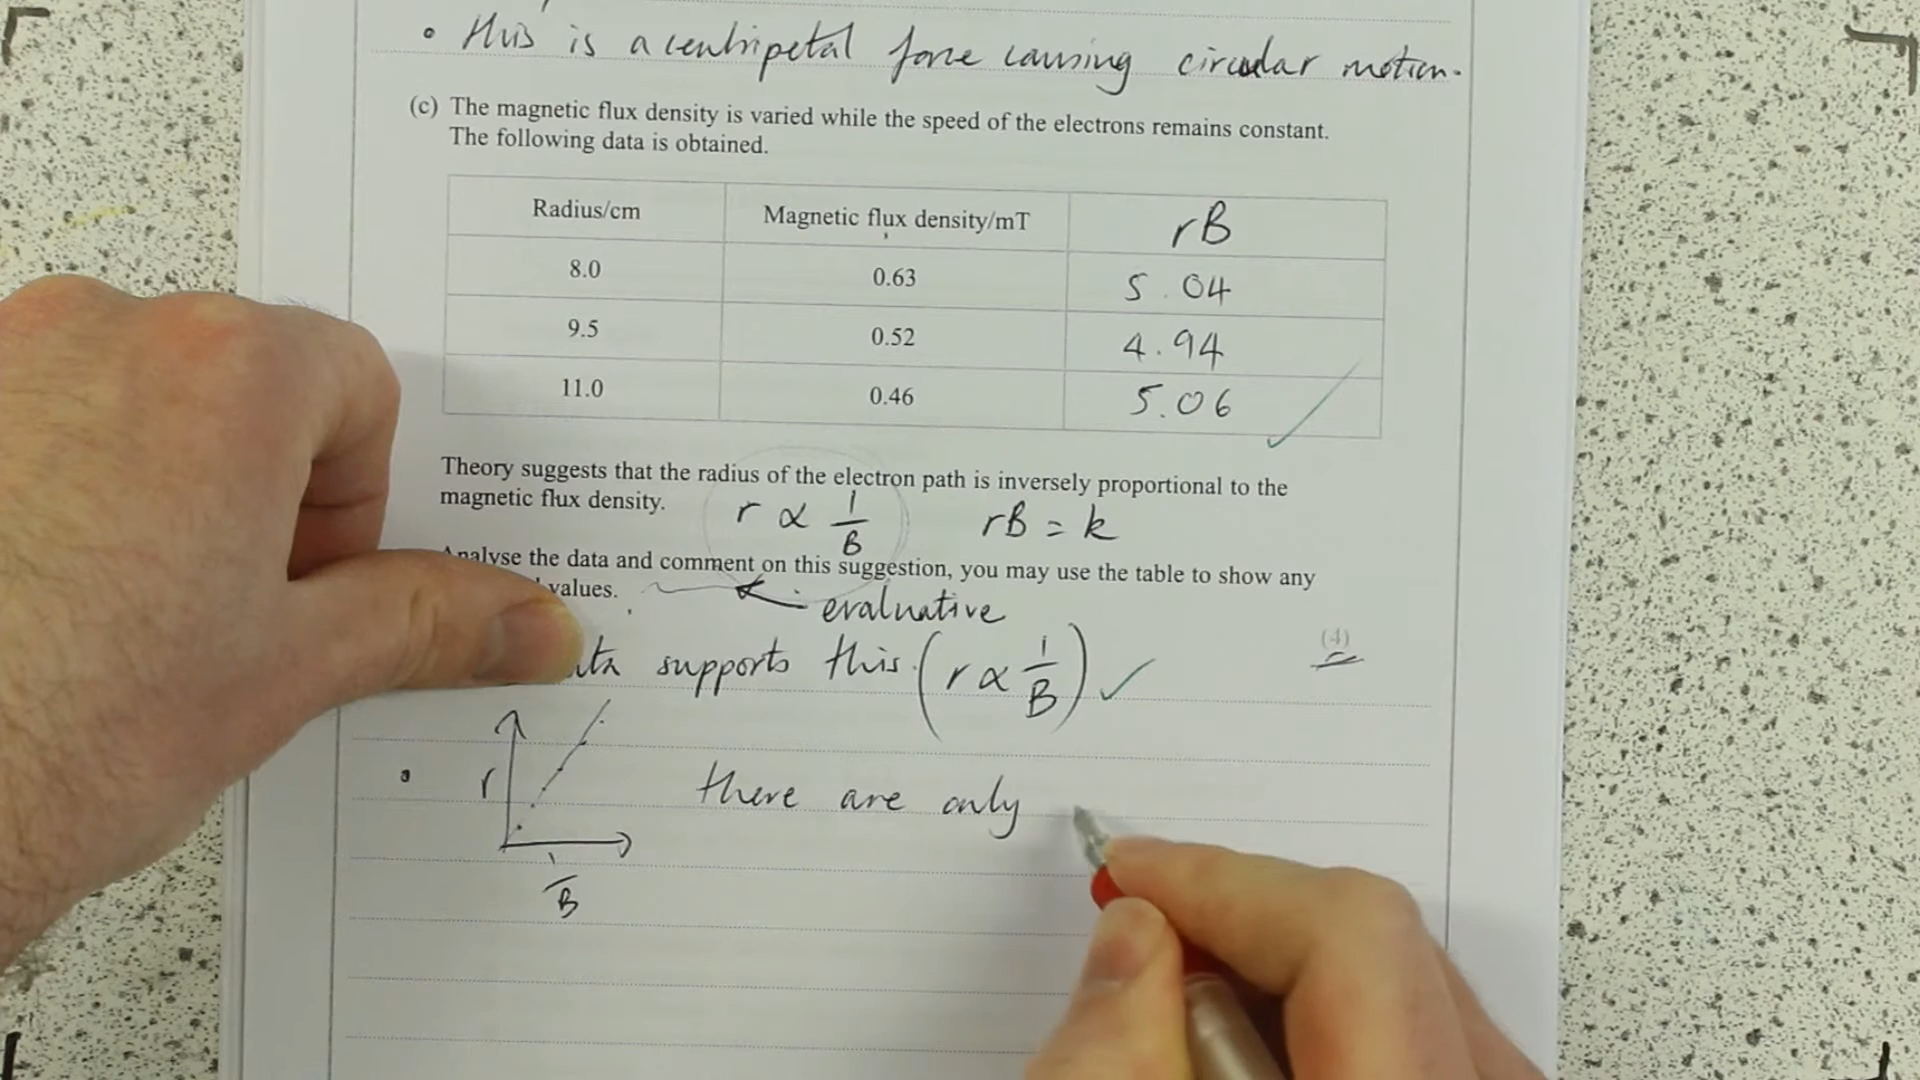 • this is a centripetal force causing circular motion.
(c) The magnetic flux density is varied while the speed of the electrons remains constant.
The following data is obtained.
Radius/cm Magnetic flux density/mT rB
8.0 0.63 5.04
9.5 0.52 4.94
11.0 0.46 5.06 ✓
Theory suggests that the radius of the electron path is inversely proportional to the
magnetic flux density. r ∝ 1/B rB = k
Analyse the data and comment on this suggestion, you may use the table to show any
values. evaluative
(4)
supports this (r ∝ 1/B) ✓
• r there are only
1/B